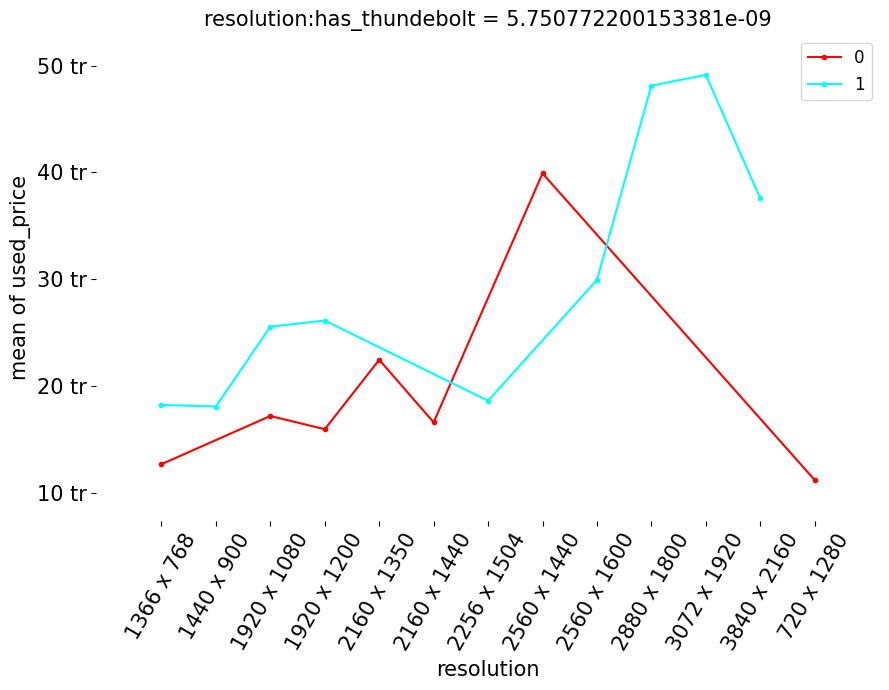 resolution:has_thundebolt = 5.750772200153381e-09
0
1
50 tr
40 tr
30 tr
20 tr
10 tr
mean of used_price
1366 x 768
1440 x 900
1920 x 1080
1920 x 1200
2160 x 1350
2160 x 1440
2256 x 1504
2560 x 1440
2560 x 1600
2880 x 1800
3072 x 1920
3840 x 2160
720 x 1280
resolution